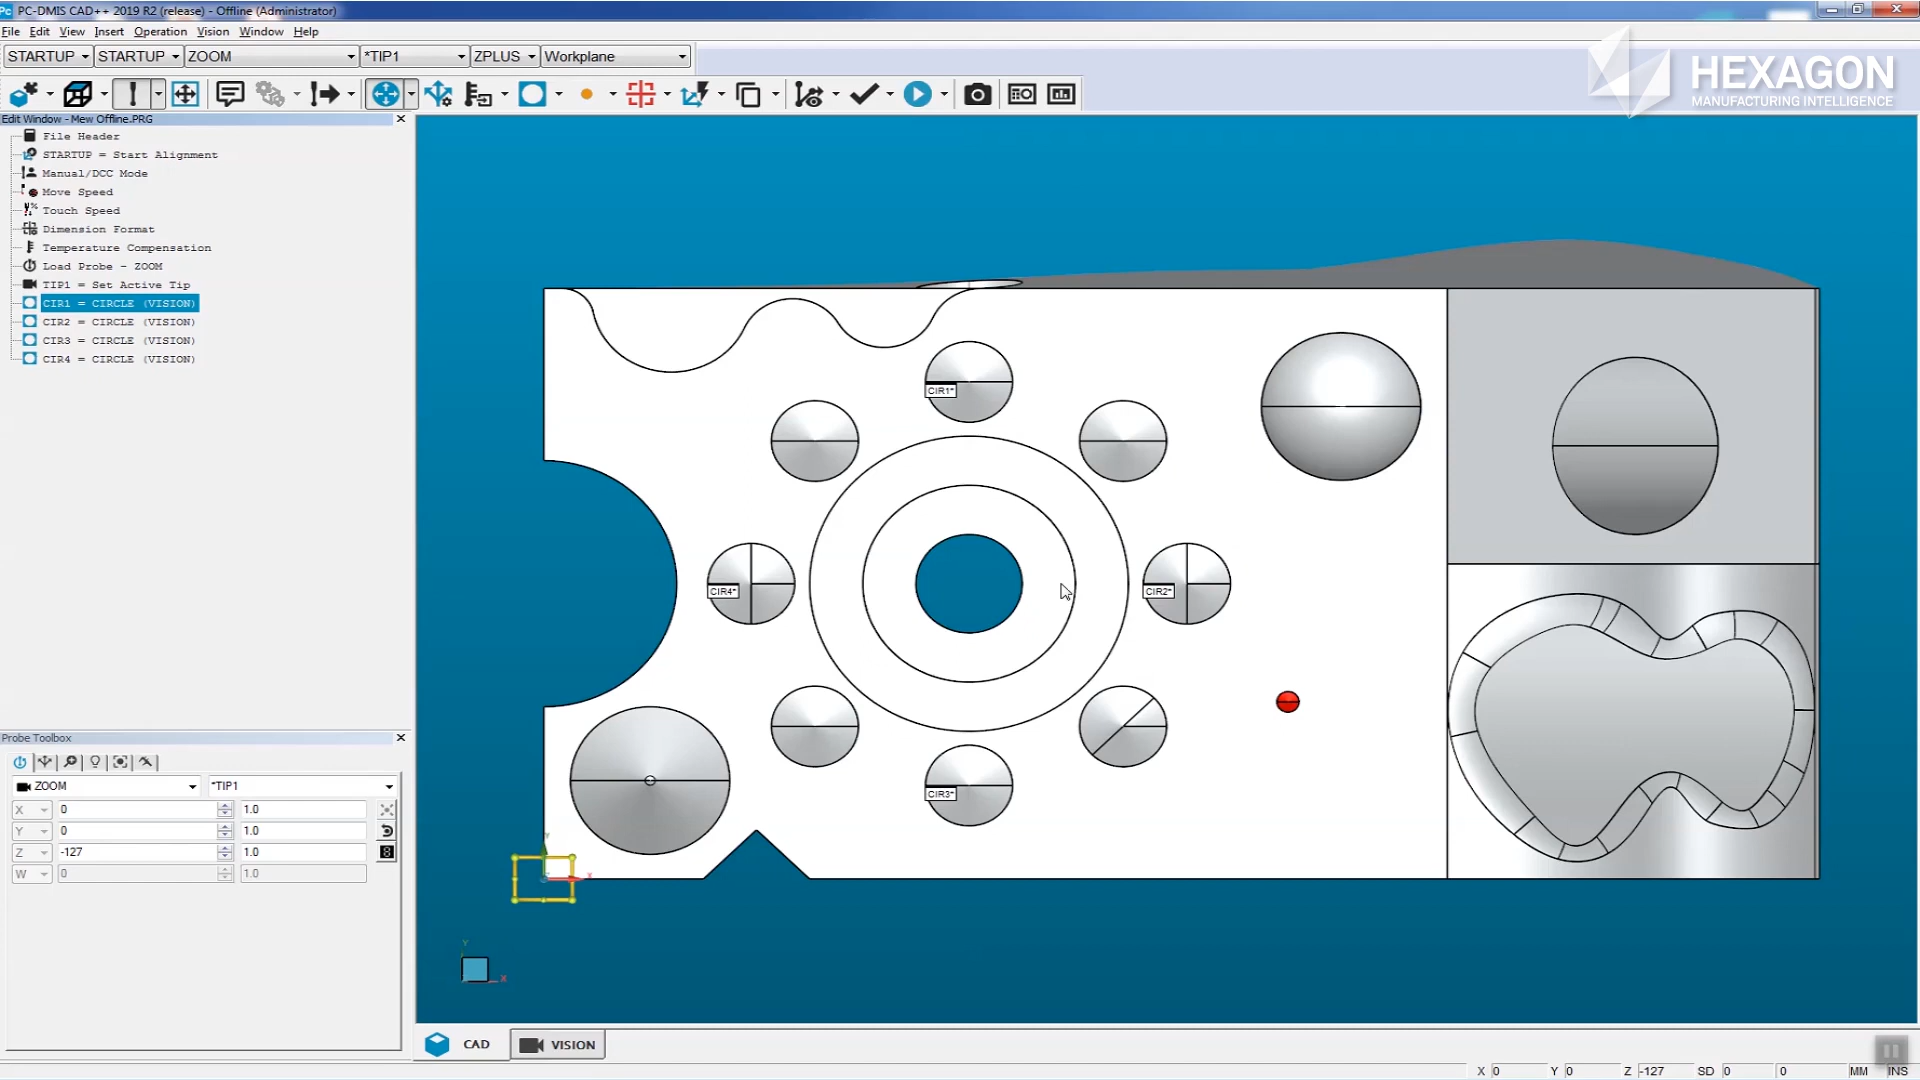 PC-DMIS CAD++ 2019 R2 (release) - Offline (Administrator)
File Edit View Insert Operation Vision Window Help
STARTUP STARTUP ZOOM *TIP1 ZPLUS Workplane
HEXAGON
MANUFACTURING INTELLIGENCE
Edit Window - Mew Offline.PRG
File Header
STARTUP = Start Alignment
Manual/DCC Mode
Move Speed
Touch Speed
Dimension Format
Temperature Compensation
Load Probe - ZOOM
TIP1 = Set Active Tip
CIR1 = CIRCLE (VISION)
CIR2 = CIRCLE (VISION)
CIR3 = CIRCLE (VISION)
CIR4 = CIRCLE (VISION)
CIR1*
CIR4*
CIR2*
CIR3*
Probe Toolbox
ZOOM *TIP1
X 0 1.0
Y 0 1.0
Z -127 1.0
W 0 1.0
Y
X
Y
X
CAD VISION
X 0 Y 0 Z -127 SD 0 0 MM INS